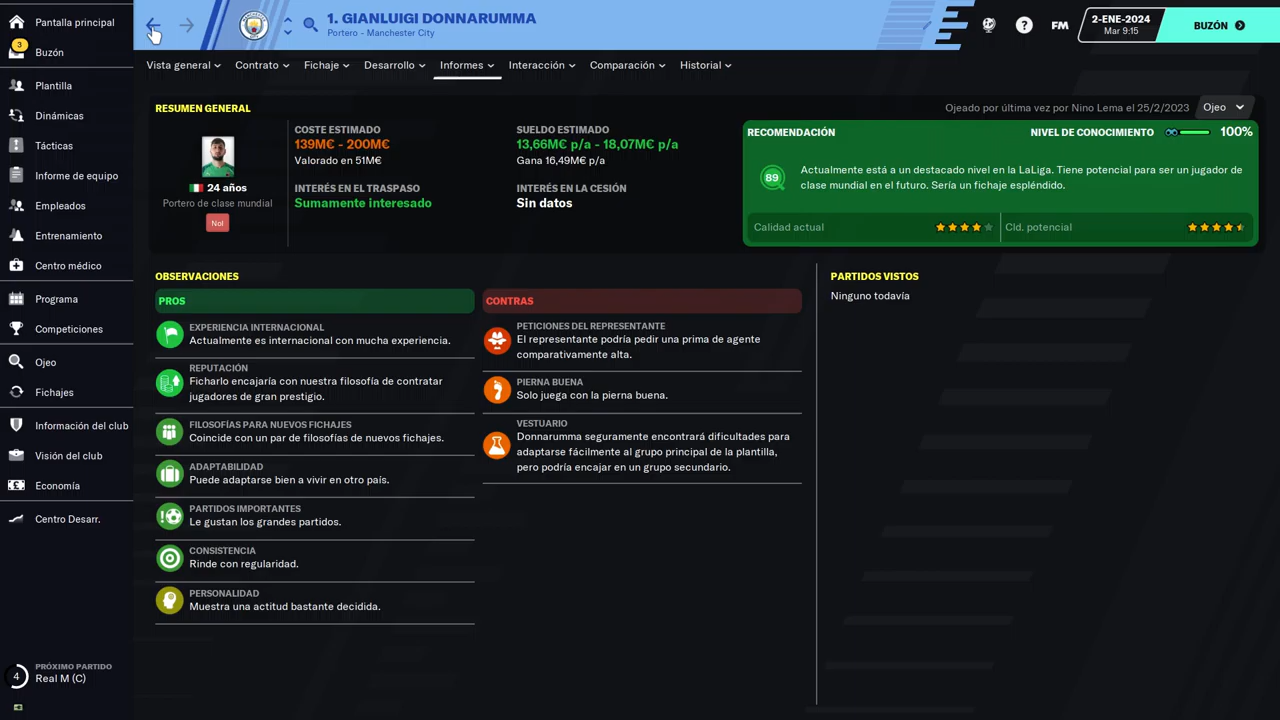 Pantalla principal
3
Buzón
Plantilla
Dinámicas
Tácticas
Informe de equipo
Empleados
Entrenamiento
Centro médico
Programa
Competiciones
Ojeo
Fichajes
Información del club
Visión del club
Economía
Centro Desarr.
4
PRÓXIMO PARTIDO
Real M (C)
1. GIANLUIGI DONNARUMMA
Portero - Manchester City
FM
2-ENE-2024
Mar 9:15
BUZÓN
Vista general
Contrato
Fichaje
Desarrollo
Informes
Interacción
Comparación
Historial
RESUMEN GENERAL
Ojeado por última vez por Nino Lema el 25/2/2023
Ojeo
24 años
Portero de clase mundial
NoI
COSTE ESTIMADO
139M€ - 200M€
Valorado en 51M€
INTERÉS EN EL TRASPASO
Sumamente interesado
SUELDO ESTIMADO
13,66M€ p/a - 18,07M€ p/a
Gana 16,49M€ p/a
INTERÉS EN LA CESIÓN
Sin datos
RECOMENDACIÓN
NIVEL DE CONOCIMIENTO
100%
89
Actualmente está a un destacado nivel en la LaLiga. Tiene potencial para ser un jugador de
clase mundial en el futuro. Sería un fichaje espléndido.
Calidad actual
Cld. potencial
OBSERVACIONES
PROS
EXPERIENCIA INTERNACIONAL
Actualmente es internacional con mucha experiencia.
REPUTACIÓN
Ficharlo encajaría con nuestra filosofía de contratar
jugadores de gran prestigio.
FILOSOFÍAS PARA NUEVOS FICHAJES
Coincide con un par de filosofías de nuevos fichajes.
ADAPTABILIDAD
Puede adaptarse bien a vivir en otro país.
PARTIDOS IMPORTANTES
Le gustan los grandes partidos.
CONSISTENCIA
Rinde con regularidad.
PERSONALIDAD
Muestra una actitud bastante decidida.
CONTRAS
PETICIONES DEL REPRESENTANTE
El representante podría pedir una prima de agente
comparativamente alta.
PIERNA BUENA
Solo juega con la pierna buena.
VESTUARIO
Donnarumma seguramente encontrará dificultades para
adaptarse fácilmente al grupo principal de la plantilla,
pero podría encajar en un grupo secundario.
PARTIDOS VISTOS
Ninguno todavía